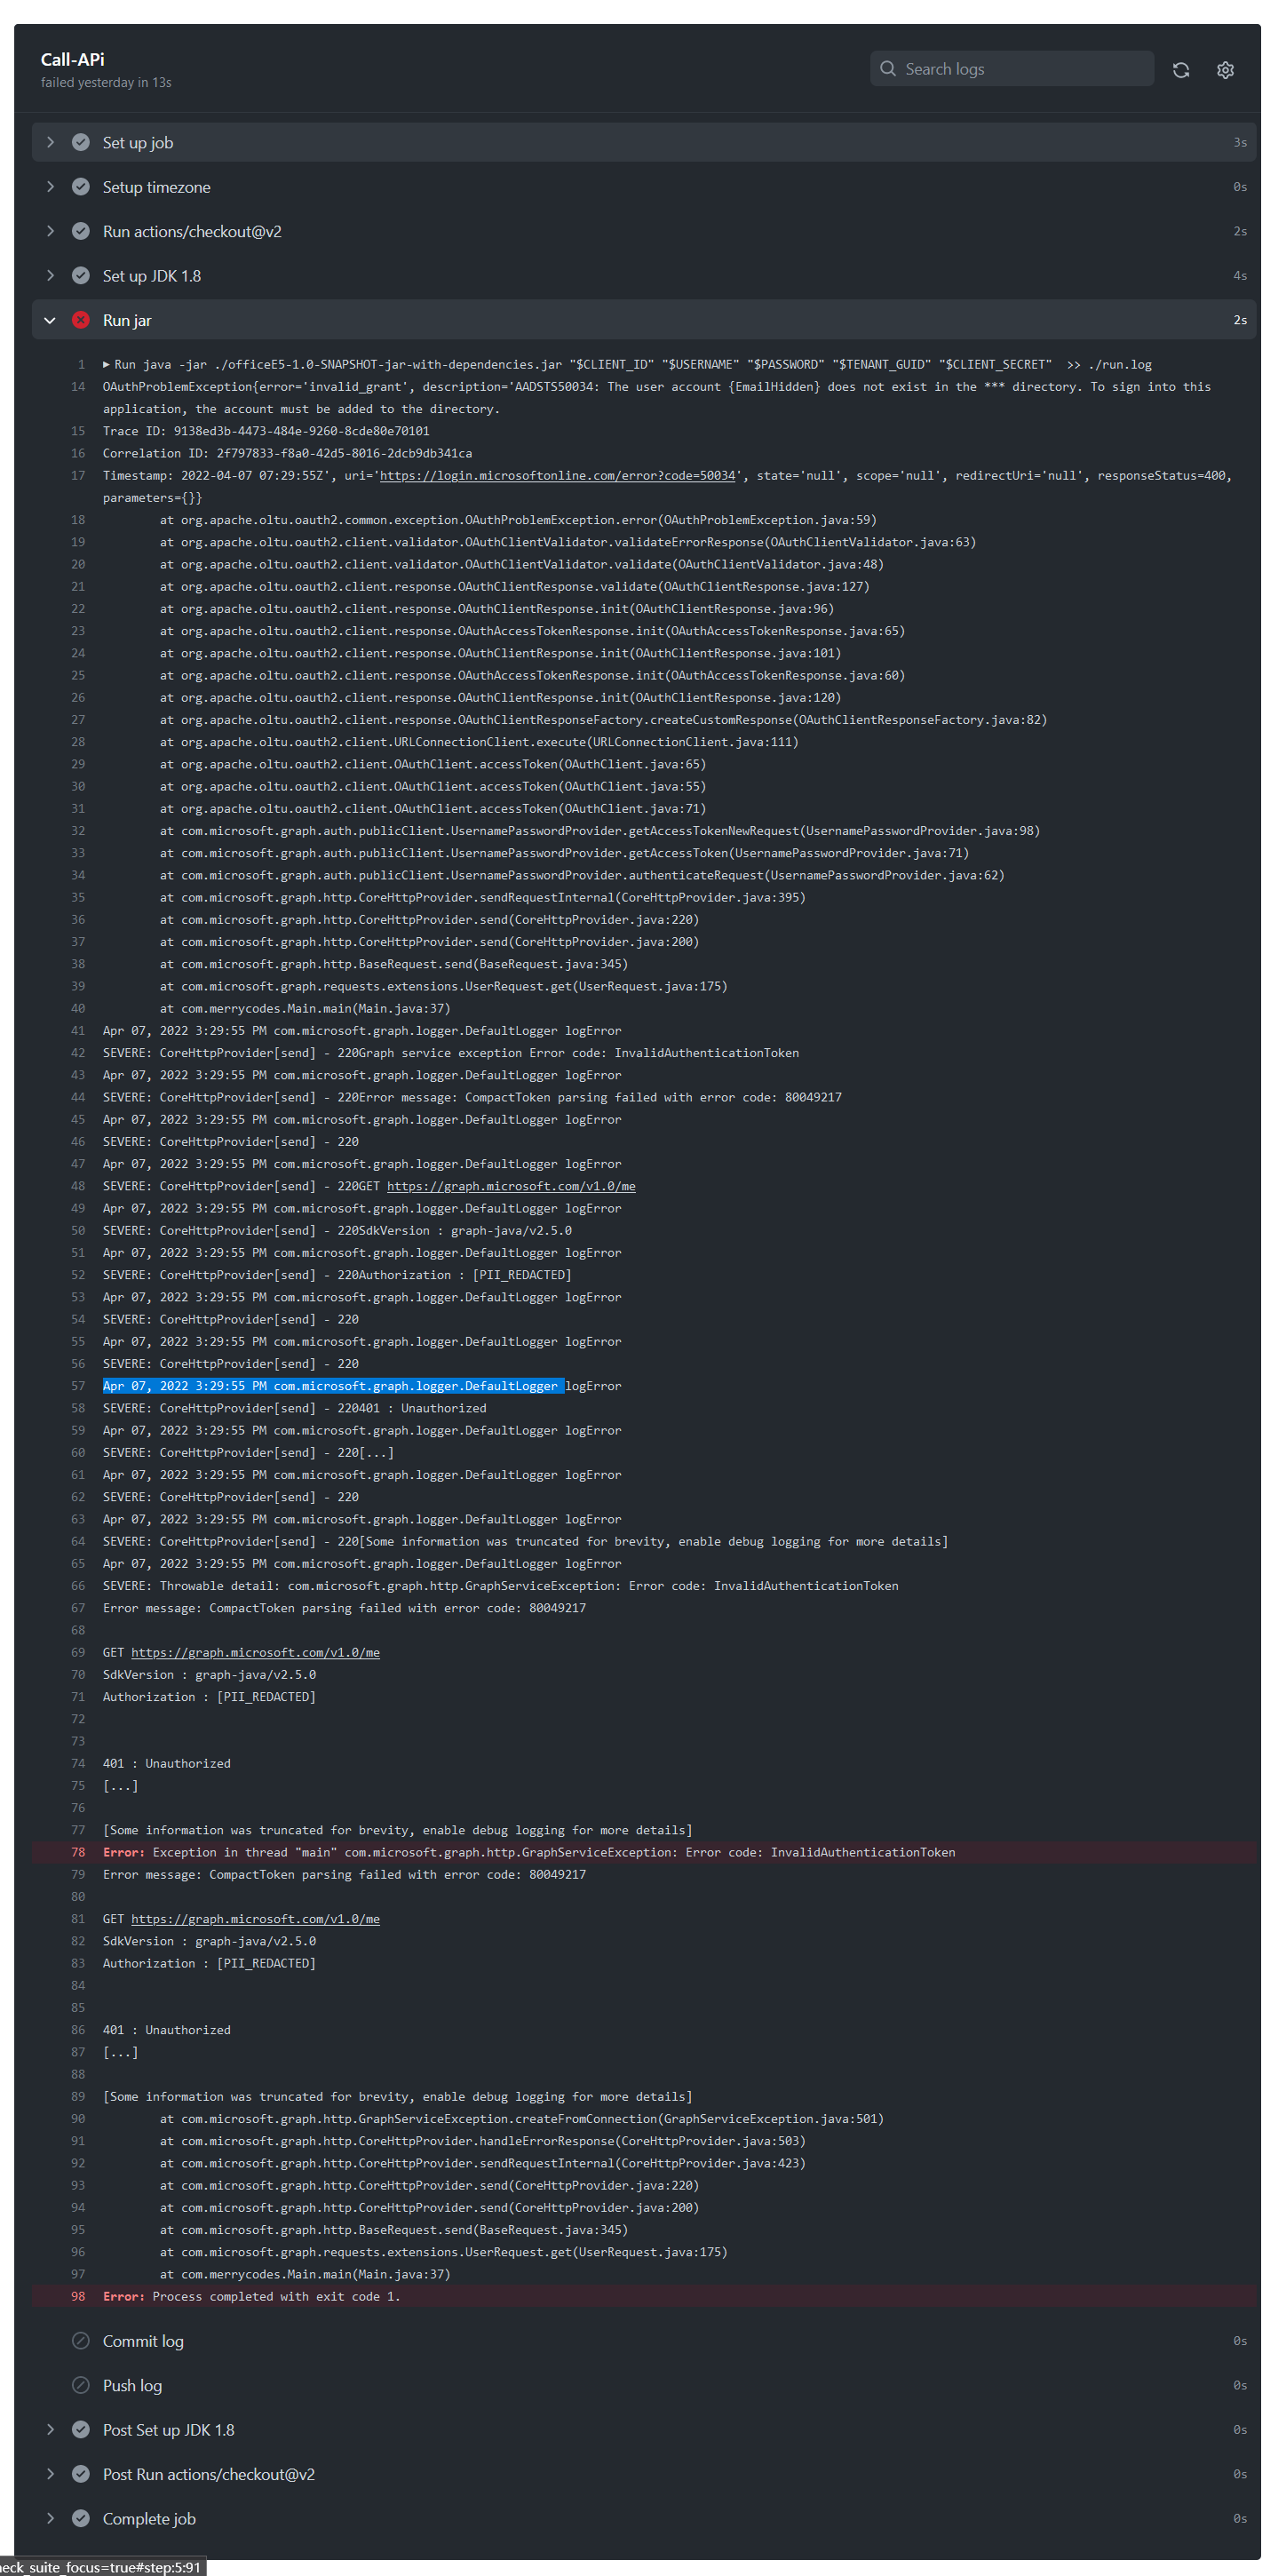 Call-APi
failed yesterday in 13s
Search logs
Set up job 3s
Setup timezone 0s
Run actions/checkout@v2 2s
Set up JDK 1.8 4s
Run jar 2s
1 ▶ Run java -jar ./officeE5-1.0-SNAPSHOT-jar-with-dependencies.jar "$CLIENT_ID" "$USERNAME" "$PASSWORD" "$TENANT_GUID" "$CLIENT_SECRET"  >> ./run.log
14 OAuthProblemException{error='invalid_grant', description='AADSTS50034: The user account {EmailHidden} does not exist in the *** directory. To sign into this
application, the account must be added to the directory.
15 Trace ID: 9138ed3b-4473-484e-9260-8cde80e70101
16 Correlation ID: 2f797833-f8a0-42d5-8016-2dcb9db341ca
17 Timestamp: 2022-04-07 07:29:55Z', uri='https://login.microsoftonline.com/error?code=50034', state='null', scope='null', redirectUri='null', responseStatus=400,
parameters={}}
18 at org.apache.oltu.oauth2.common.exception.OAuthProblemException.error(OAuthProblemException.java:59)
19 at org.apache.oltu.oauth2.client.validator.OAuthClientValidator.validateErrorResponse(OAuthClientValidator.java:63)
20 at org.apache.oltu.oauth2.client.validator.OAuthClientValidator.validate(OAuthClientValidator.java:48)
21 at org.apache.oltu.oauth2.client.response.OAuthClientResponse.validate(OAuthClientResponse.java:127)
22 at org.apache.oltu.oauth2.client.response.OAuthClientResponse.init(OAuthClientResponse.java:96)
23 at org.apache.oltu.oauth2.client.response.OAuthAccessTokenResponse.init(OAuthAccessTokenResponse.java:65)
24 at org.apache.oltu.oauth2.client.response.OAuthClientResponse.init(OAuthClientResponse.java:101)
25 at org.apache.oltu.oauth2.client.response.OAuthAccessTokenResponse.init(OAuthAccessTokenResponse.java:60)
26 at org.apache.oltu.oauth2.client.response.OAuthClientResponse.init(OAuthClientResponse.java:120)
27 at org.apache.oltu.oauth2.client.response.OAuthClientResponseFactory.createCustomResponse(OAuthClientResponseFactory.java:82)
28 at org.apache.oltu.oauth2.client.URLConnectionClient.execute(URLConnectionClient.java:111)
29 at org.apache.oltu.oauth2.client.OAuthClient.accessToken(OAuthClient.java:65)
30 at org.apache.oltu.oauth2.client.OAuthClient.accessToken(OAuthClient.java:55)
31 at org.apache.oltu.oauth2.client.OAuthClient.accessToken(OAuthClient.java:71)
32 at com.microsoft.graph.auth.publicClient.UsernamePasswordProvider.getAccessTokenNewRequest(UsernamePasswordProvider.java:98)
33 at com.microsoft.graph.auth.publicClient.UsernamePasswordProvider.getAccessToken(UsernamePasswordProvider.java:71)
34 at com.microsoft.graph.auth.publicClient.UsernamePasswordProvider.authenticateRequest(UsernamePasswordProvider.java:62)
35 at com.microsoft.graph.http.CoreHttpProvider.sendRequestInternal(CoreHttpProvider.java:395)
36 at com.microsoft.graph.http.CoreHttpProvider.send(CoreHttpProvider.java:220)
37 at com.microsoft.graph.http.CoreHttpProvider.send(CoreHttpProvider.java:200)
38 at com.microsoft.graph.http.BaseRequest.send(BaseRequest.java:345)
39 at com.microsoft.graph.requests.extensions.UserRequest.get(UserRequest.java:175)
40 at com.merrycodes.Main.main(Main.java:37)
41 Apr 07, 2022 3:29:55 PM com.microsoft.graph.logger.DefaultLogger logError
42 SEVERE: CoreHttpProvider[send] - 220Graph service exception Error code: InvalidAuthenticationToken
43 Apr 07, 2022 3:29:55 PM com.microsoft.graph.logger.DefaultLogger logError
44 SEVERE: CoreHttpProvider[send] - 220Error message: CompactToken parsing failed with error code: 80049217
45 Apr 07, 2022 3:29:55 PM com.microsoft.graph.logger.DefaultLogger logError
46 SEVERE: CoreHttpProvider[send] - 220
47 Apr 07, 2022 3:29:55 PM com.microsoft.graph.logger.DefaultLogger logError
48 SEVERE: CoreHttpProvider[send] - 220GET https://graph.microsoft.com/v1.0/me
49 Apr 07, 2022 3:29:55 PM com.microsoft.graph.logger.DefaultLogger logError
50 SEVERE: CoreHttpProvider[send] - 220SdkVersion : graph-java/v2.5.0
51 Apr 07, 2022 3:29:55 PM com.microsoft.graph.logger.DefaultLogger logError
52 SEVERE: CoreHttpProvider[send] - 220Authorization : [PII_REDACTED]
53 Apr 07, 2022 3:29:55 PM com.microsoft.graph.logger.DefaultLogger logError
54 SEVERE: CoreHttpProvider[send] - 220
55 Apr 07, 2022 3:29:55 PM com.microsoft.graph.logger.DefaultLogger logError
56 SEVERE: CoreHttpProvider[send] - 220
57 Apr 07, 2022 3:29:55 PM com.microsoft.graph.logger.DefaultLogger logError
58 SEVERE: CoreHttpProvider[send] - 220401 : Unauthorized
59 Apr 07, 2022 3:29:55 PM com.microsoft.graph.logger.DefaultLogger logError
60 SEVERE: CoreHttpProvider[send] - 220[...]
61 Apr 07, 2022 3:29:55 PM com.microsoft.graph.logger.DefaultLogger logError
62 SEVERE: CoreHttpProvider[send] - 220
63 Apr 07, 2022 3:29:55 PM com.microsoft.graph.logger.DefaultLogger logError
64 SEVERE: CoreHttpProvider[send] - 220[Some information was truncated for brevity, enable debug logging for more details]
65 Apr 07, 2022 3:29:55 PM com.microsoft.graph.logger.DefaultLogger logError
66 SEVERE: Throwable detail: com.microsoft.graph.http.GraphServiceException: Error code: InvalidAuthenticationToken
67 Error message: CompactToken parsing failed with error code: 80049217
68
69 GET https://graph.microsoft.com/v1.0/me
70 SdkVersion : graph-java/v2.5.0
71 Authorization : [PII_REDACTED]
72
73
74 401 : Unauthorized
75 [...]
76
77 [Some information was truncated for brevity, enable debug logging for more details]
78 Error: Exception in thread "main" com.microsoft.graph.http.GraphServiceException: Error code: InvalidAuthenticationToken
79 Error message: CompactToken parsing failed with error code: 80049217
80
81 GET https://graph.microsoft.com/v1.0/me
82 SdkVersion : graph-java/v2.5.0
83 Authorization : [PII_REDACTED]
84
85
86 401 : Unauthorized
87 [...]
88
89 [Some information was truncated for brevity, enable debug logging for more details]
90 at com.microsoft.graph.http.GraphServiceException.createFromConnection(GraphServiceException.java:501)
91 at com.microsoft.graph.http.CoreHttpProvider.handleErrorResponse(CoreHttpProvider.java:503)
92 at com.microsoft.graph.http.CoreHttpProvider.sendRequestInternal(CoreHttpProvider.java:423)
93 at com.microsoft.graph.http.CoreHttpProvider.send(CoreHttpProvider.java:220)
94 at com.microsoft.graph.http.CoreHttpProvider.send(CoreHttpProvider.java:200)
95 at com.microsoft.graph.http.BaseRequest.send(BaseRequest.java:345)
96 at com.microsoft.graph.requests.extensions.UserRequest.get(UserRequest.java:175)
97 at com.merrycodes.Main.main(Main.java:37)
98 Error: Process completed with exit code 1.
Commit log 0s
Push log 0s
Post Set up JDK 1.8 0s
Post Run actions/checkout@v2 0s
Complete job 0s
heck_suite_focus=true#step:5:91